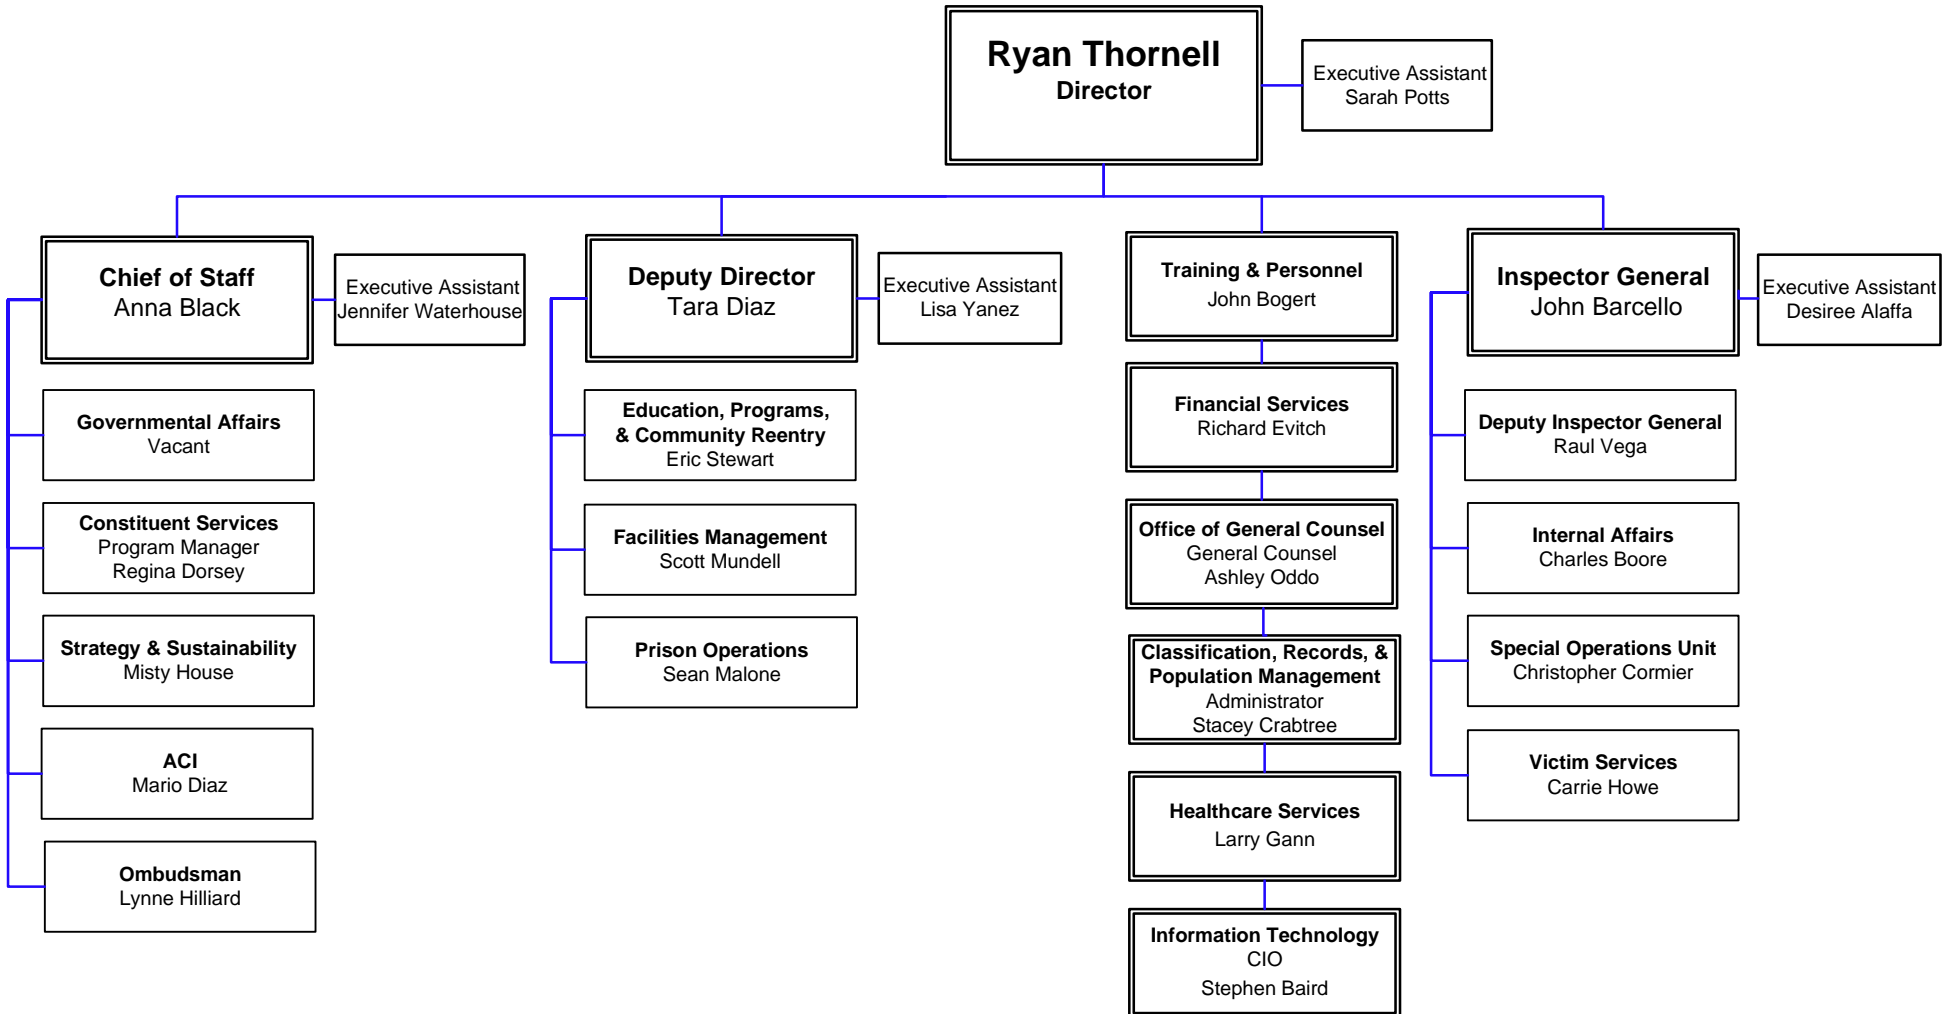 Ryan Thornell
Director
Executive Assistant
Sarah Potts
Chief of Staff
Anna Black
Executive Assistant
Jennifer Waterhouse
Governmental Affairs
Vacant
Constituent Services
Program Manager
Regina Dorsey
Strategy & Sustainability
Misty House
ACI
Mario Diaz
Ombudsman
Lynne Hilliard
Deputy Director
Tara Diaz
Executive Assistant
Lisa Yanez
Education, Programs,
& Community Reentry
Eric Stewart
Facilities Management
Scott Mundell
Prison Operations
Sean Malone
Training & Personnel
John Bogert
Financial Services
Richard Evitch
Office of General Counsel
General Counsel
Ashley Oddo
Classification, Records, &
Population Management
Administrator
Stacey Crabtree
Healthcare Services
Larry Gann
Information Technology
CIO
Stephen Baird
Inspector General
John Barcello
Executive Assistant
Desiree Alaffa
Deputy Inspector General
Raul Vega
Internal Affairs
Charles Boore
Special Operations Unit
Christopher Cormier
Victim Services
Carrie Howe